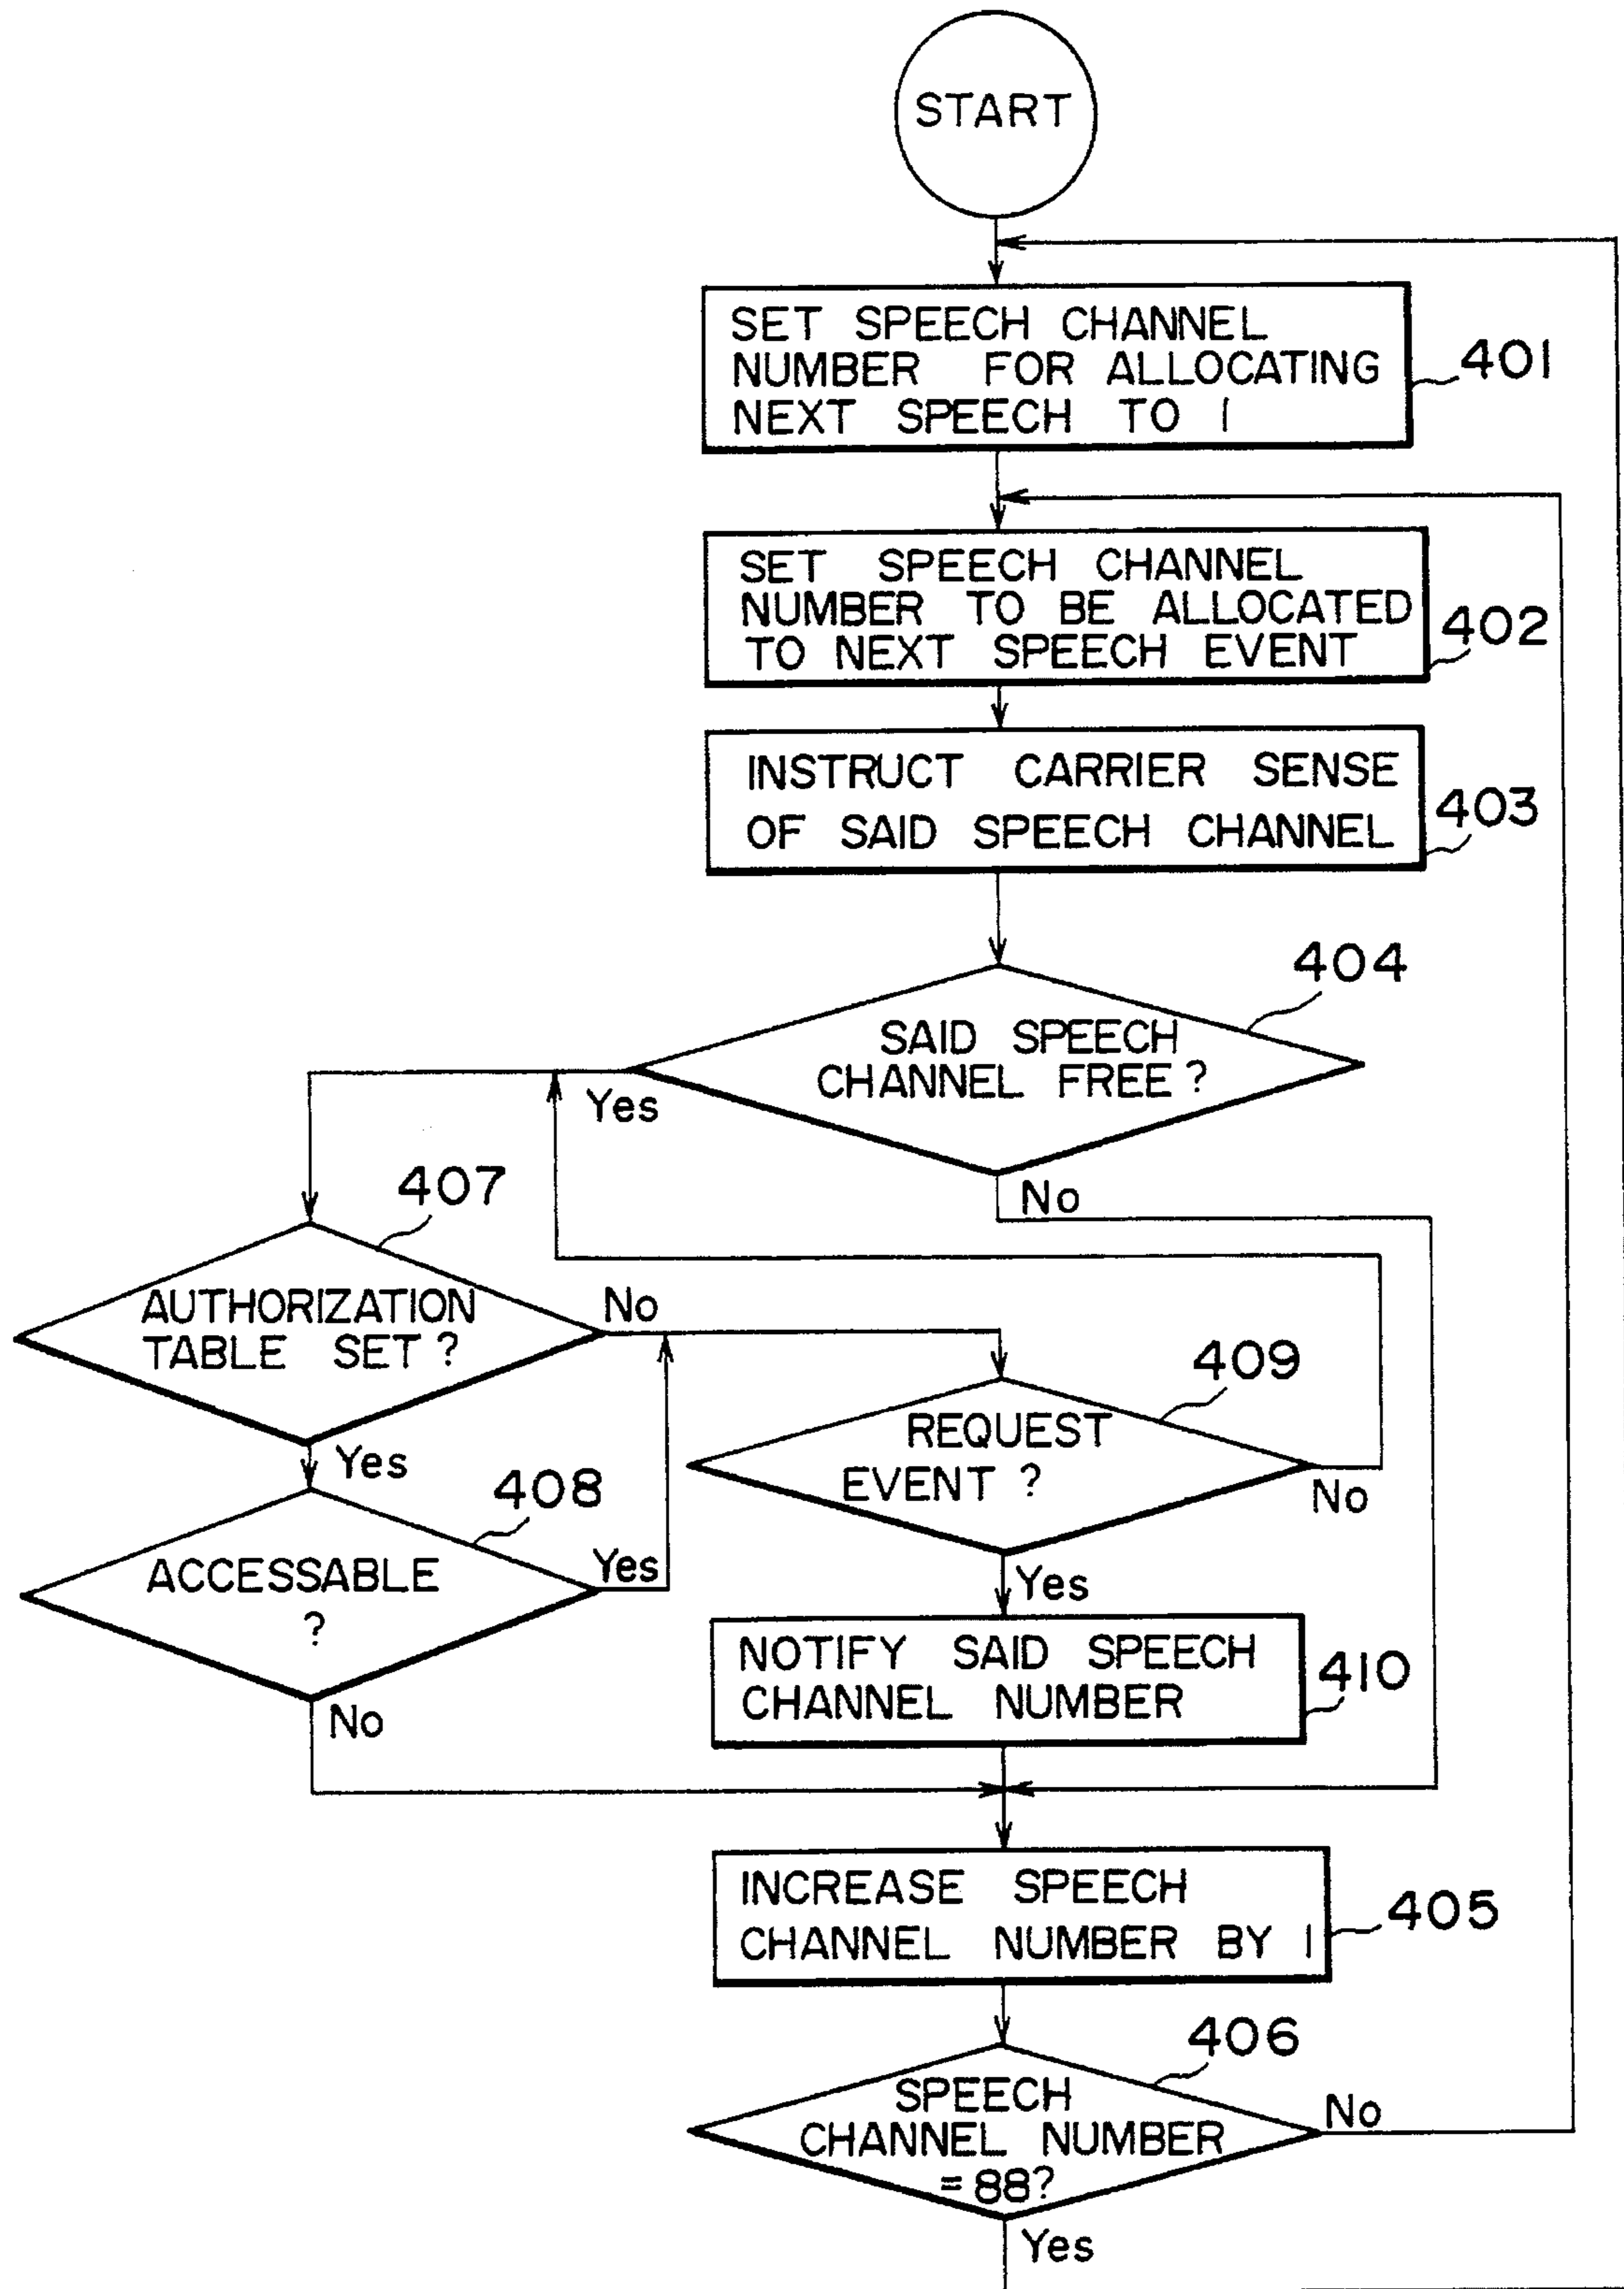 START
SET SPEECH CHANNEL
NUMBER FOR ALLOCATING
NEXT SPEECH TO 1
401
SET SPEECH CHANNEL
NUMBER TO BE ALLOCATED
TO NEXT SPEECH EVENT
402
INSTRUCT CARRIER SENSE
OF SAID SPEECH CHANNEL
403
404
SAID SPEECH
CHANNEL FREE?
Yes
No
407
AUTHORIZATION
TABLE SET?
No
Yes
409
REQUEST
EVENT?
No
Yes
408
ACCESSABLE
?
Yes
No
NOTIFY SAID SPEECH
CHANNEL NUMBER
410
INCREASE SPEECH
CHANNEL NUMBER BY 1
405
406
SPEECH
CHANNEL NUMBER
= 88?
No
Yes